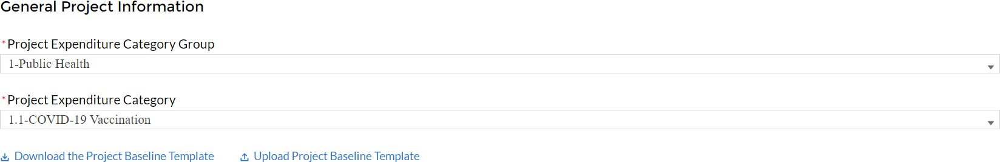 General Project Information
*Project Expenditure Category Group
1-Public Health
*Project Expenditure Category
1.1-COVID-19 Vaccination
Download the Project Baseline Template Upload Project Baseline Template